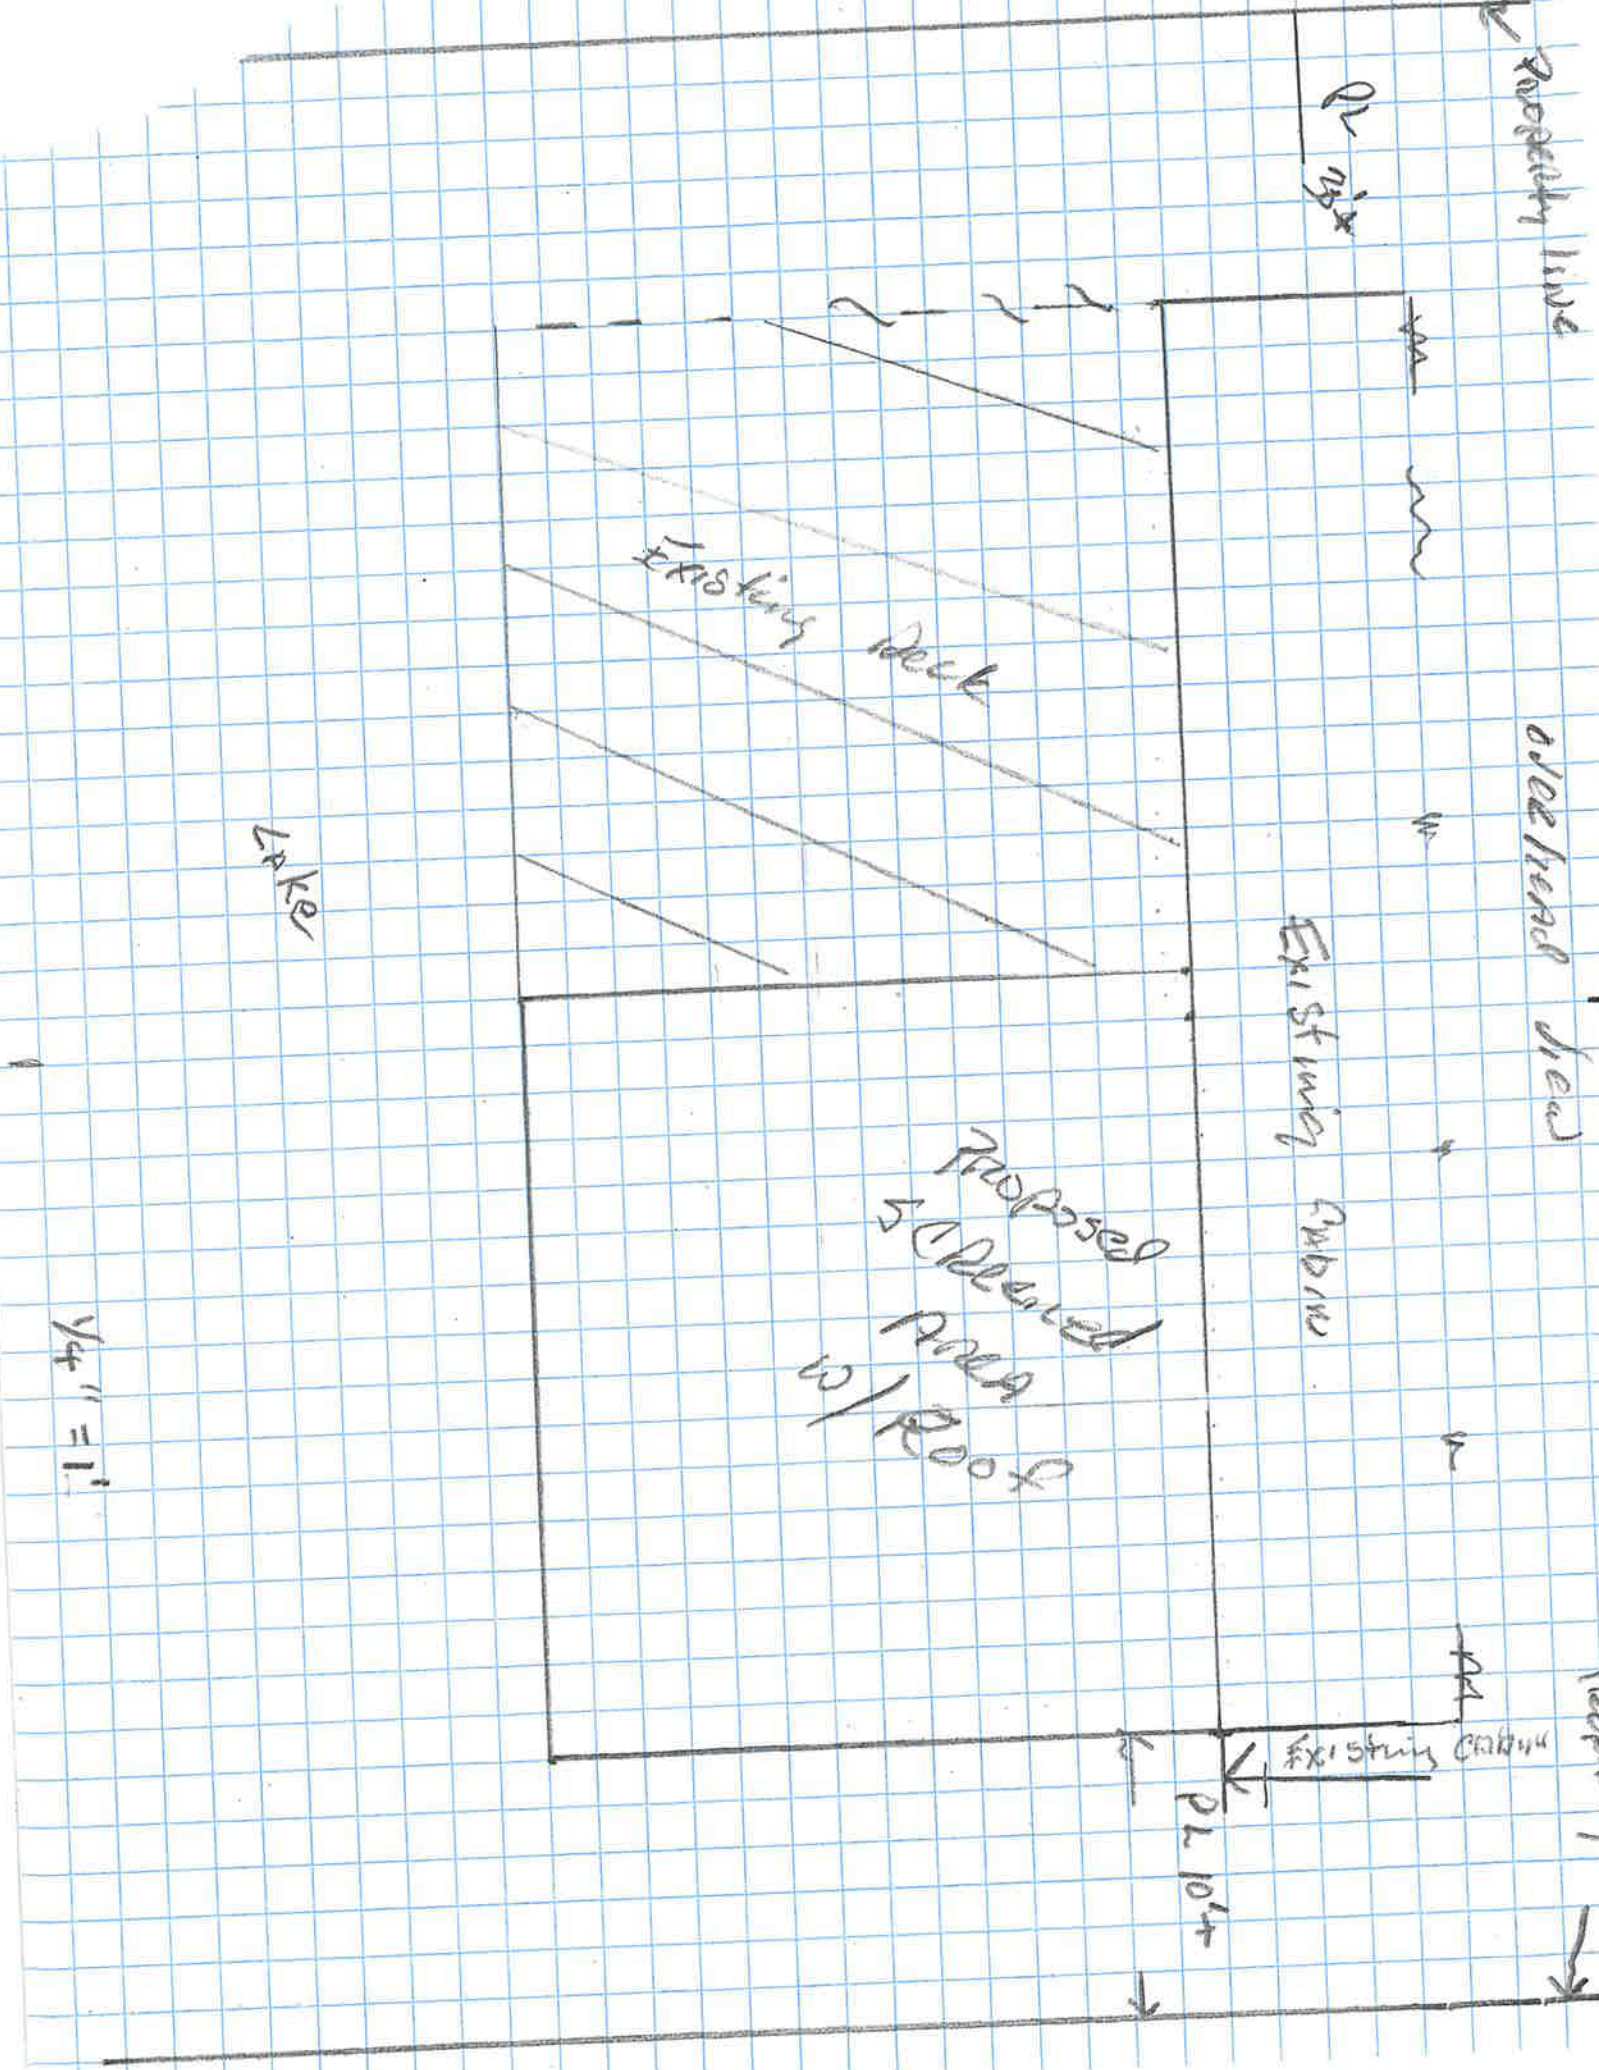 Property line
overhead view
PL
Existing Cabin
Existing Cabin
PL 10'+
Existing Deck
Proposed
Screened
Area
w/ Roof
Lake
1/4" = 1'